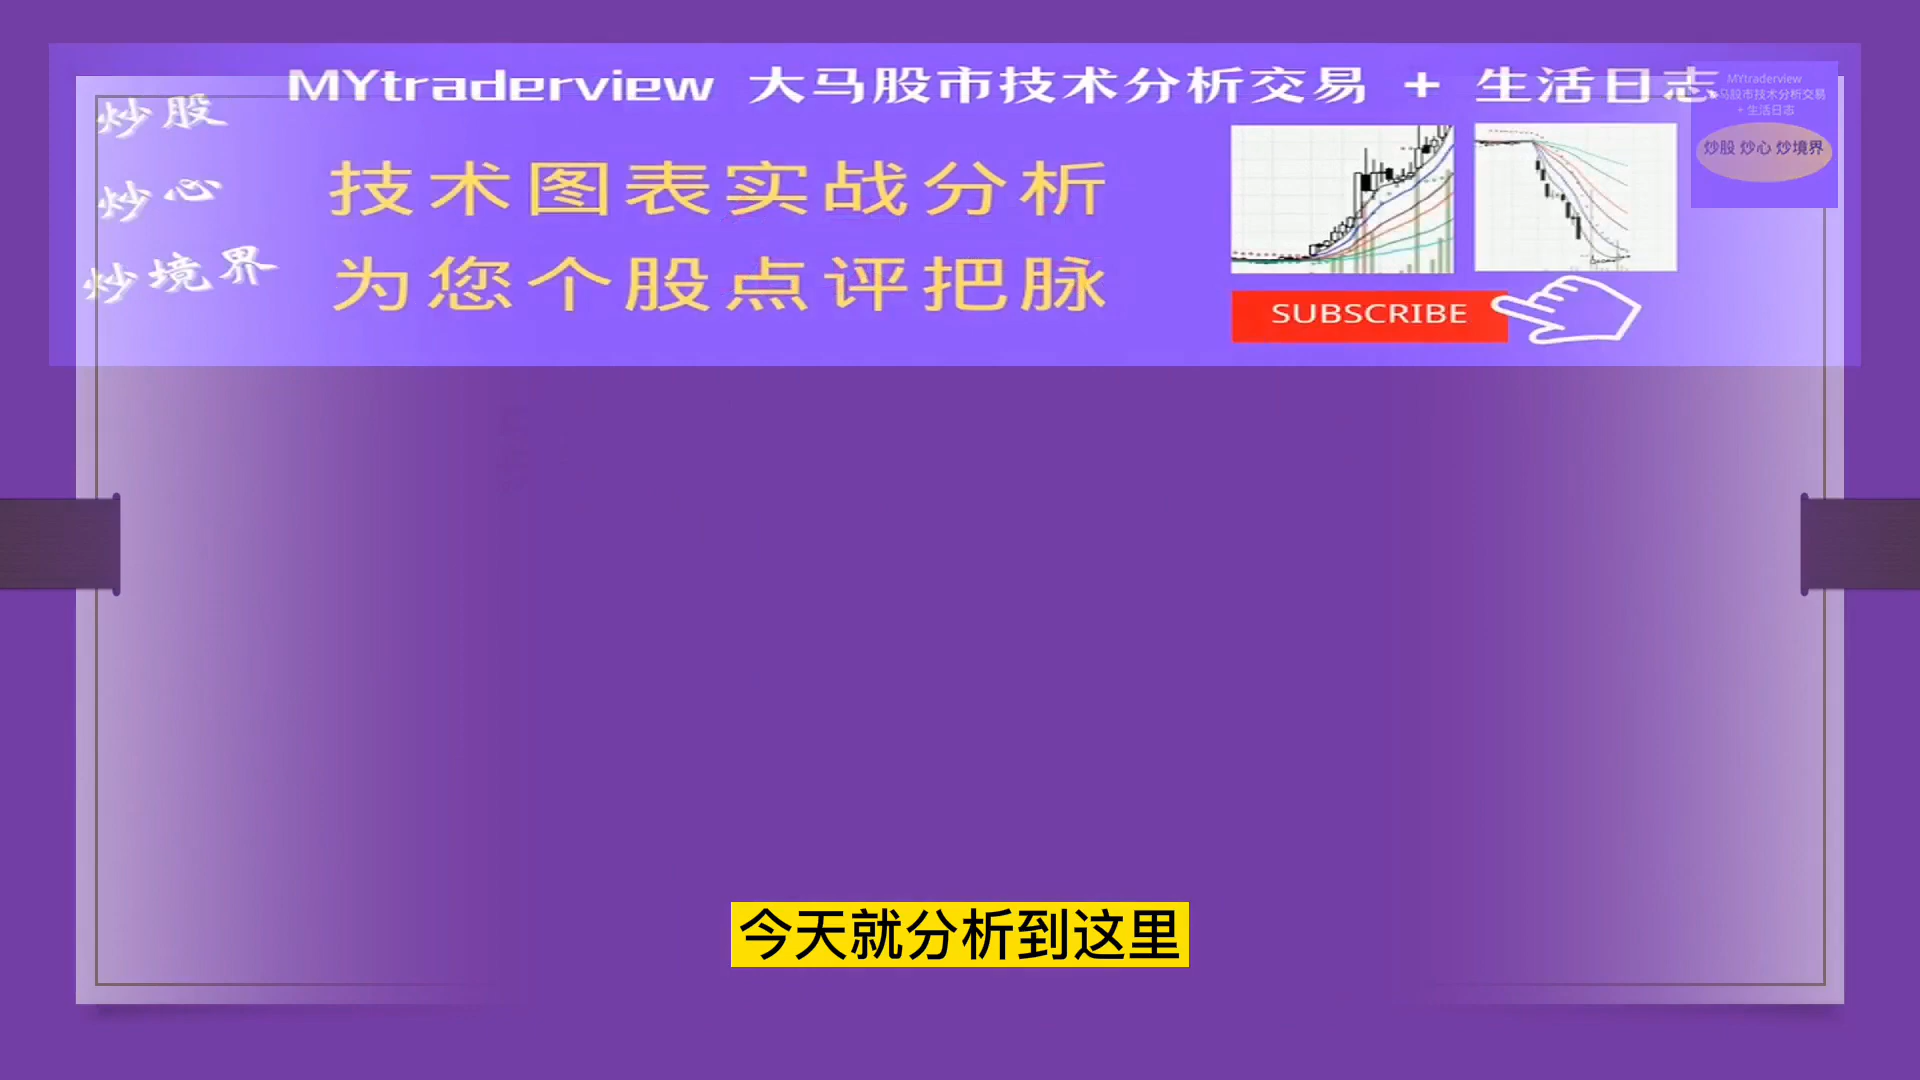 MYtraderview 大马股市技术分析交易 + 生活日志
炒股
炒心
炒境界
技术图表实战分析
为您个股点评把脉
SUBSCRIBE
MYtraderview
马股市技术分析交易
+ 生活日志
炒股 炒心 炒境界
今天就分析到这里